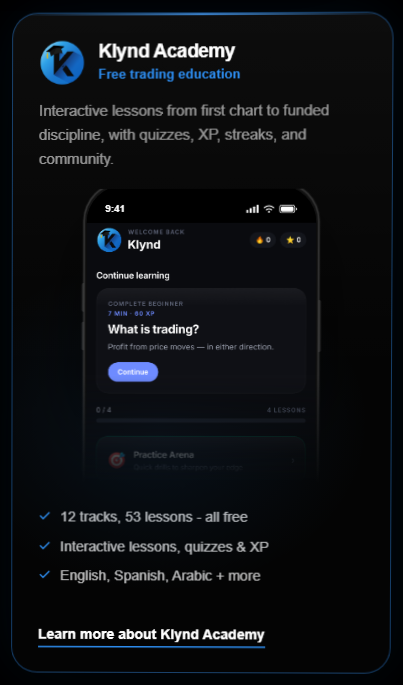 Klynd Academy
Free trading education
Interactive lessons from first chart to funded
discipline, with quizzes, XP, streaks, and
community.
9:41
WELCOME BACK
Klynd
🔥 0 ⭐ 0
Continue learning
COMPLETE BEGINNER
7 MIN · 60 XP
What is trading?
Profit from price moves — in either direction.
Continue
0 / 4 4 LESSONS
Practice Arena
12 tracks, 53 lessons - all free
Interactive lessons, quizzes & XP
English, Spanish, Arabic + more
Learn more about Klynd Academy